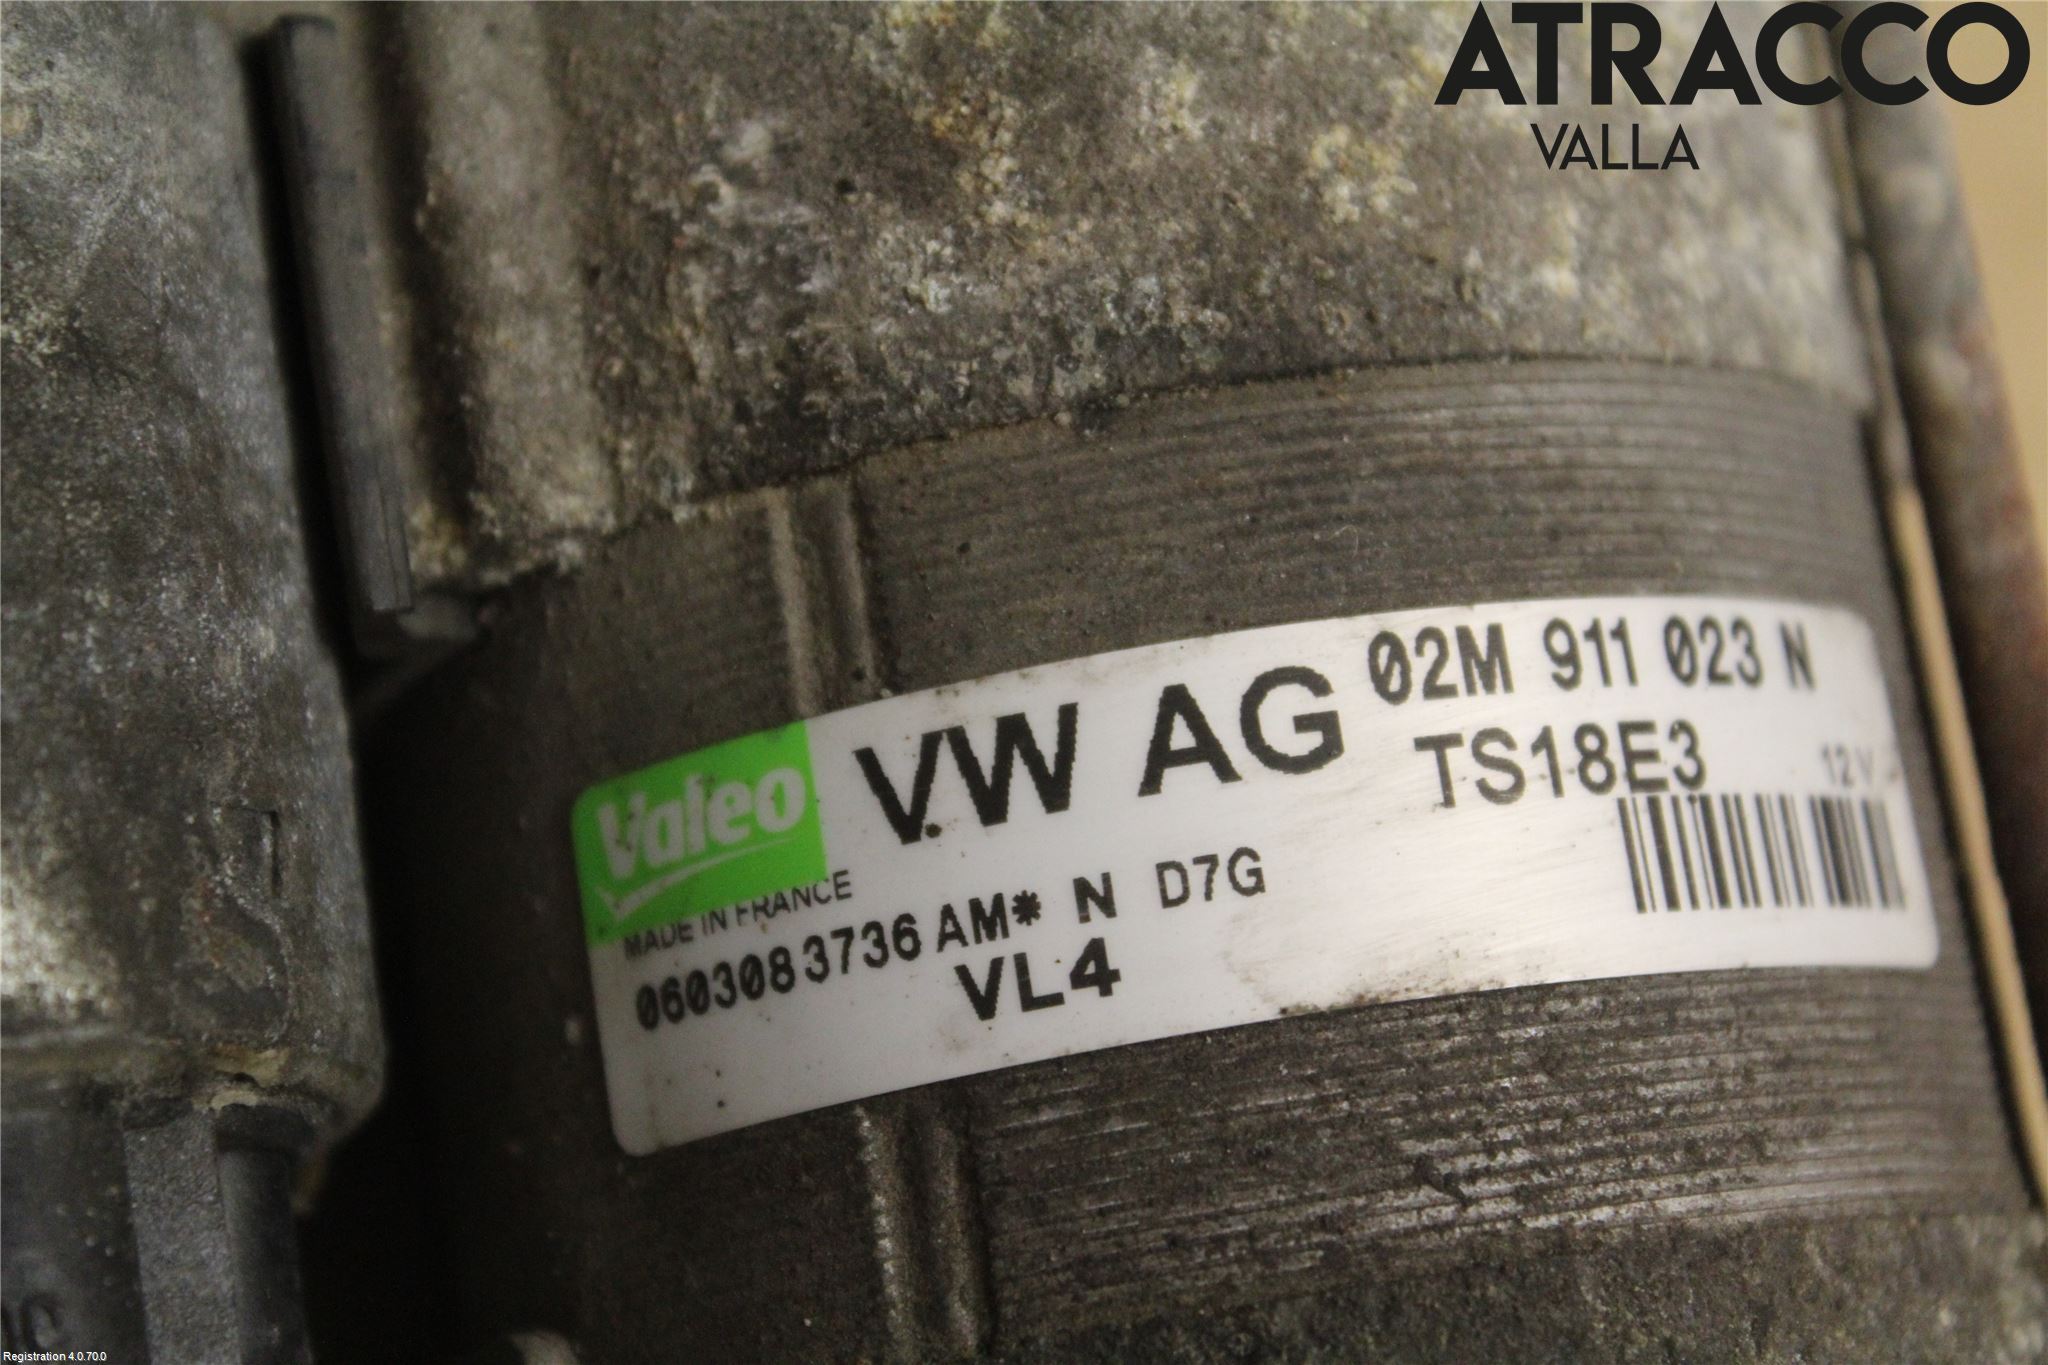 ATRACCO
VALLA
Valeo
VW AG
02M 911 023 N
TS18E3
12V
MADE IN FRANCE
0603083736 AM* N D7G
VL4
Registration 4.0.70.0